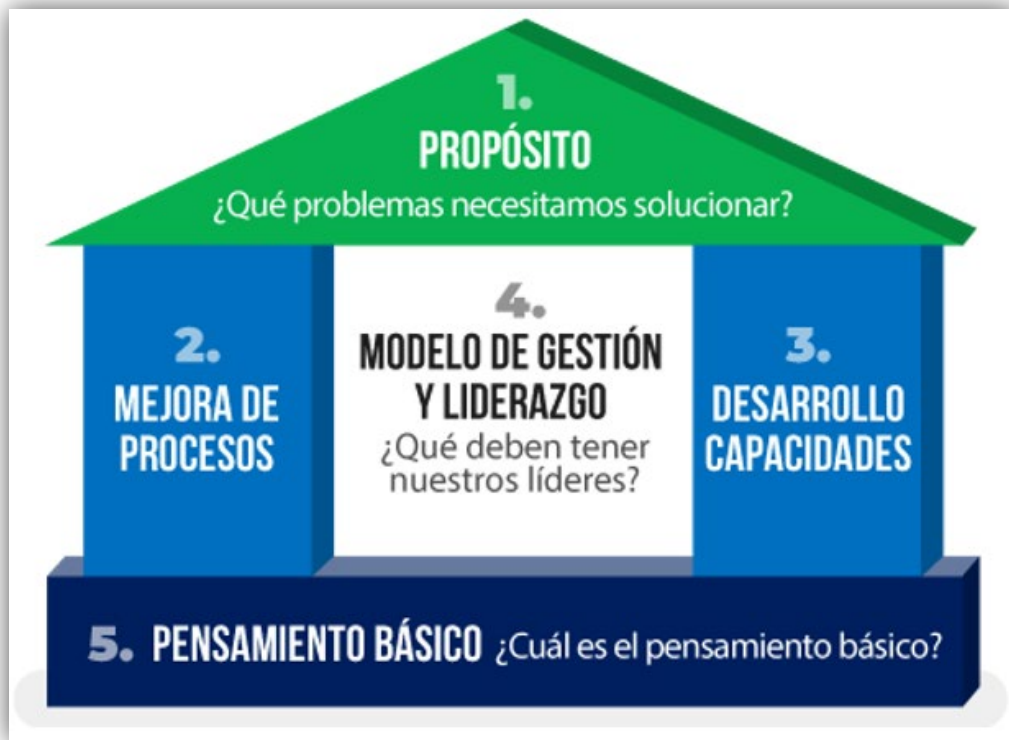 1.
PROPÓSITO
¿Qué problemas necesitamos solucionar?
2.
MEJORA DE
PROCESOS
4.
MODELO DE GESTIÓN
Y LIDERAZGO
¿Qué deben tener
nuestros líderes?
3.
DESARROLLO
CAPACIDADES
5. PENSAMIENTO BÁSICO ¿Cuál es el pensamiento básico?